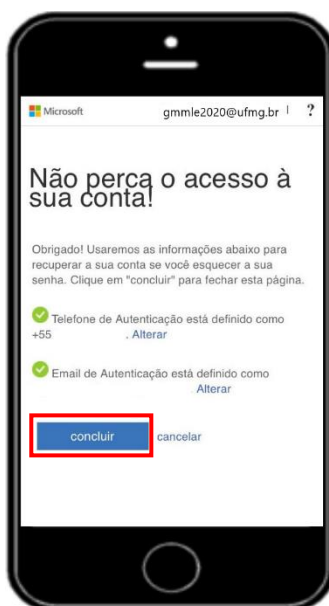 Microsoft gmmle2020@ufmg.br | ?
Não perca o acesso à
sua conta!
Obrigado! Usaremos as informações abaixo para
recuperar a sua conta se você esquecer a sua
senha. Clique em "concluir" para fechar esta página.
Telefone de Autenticação está definido como
+55 . Alterar
Email de Autenticação está definido como
Alterar
concluir cancelar